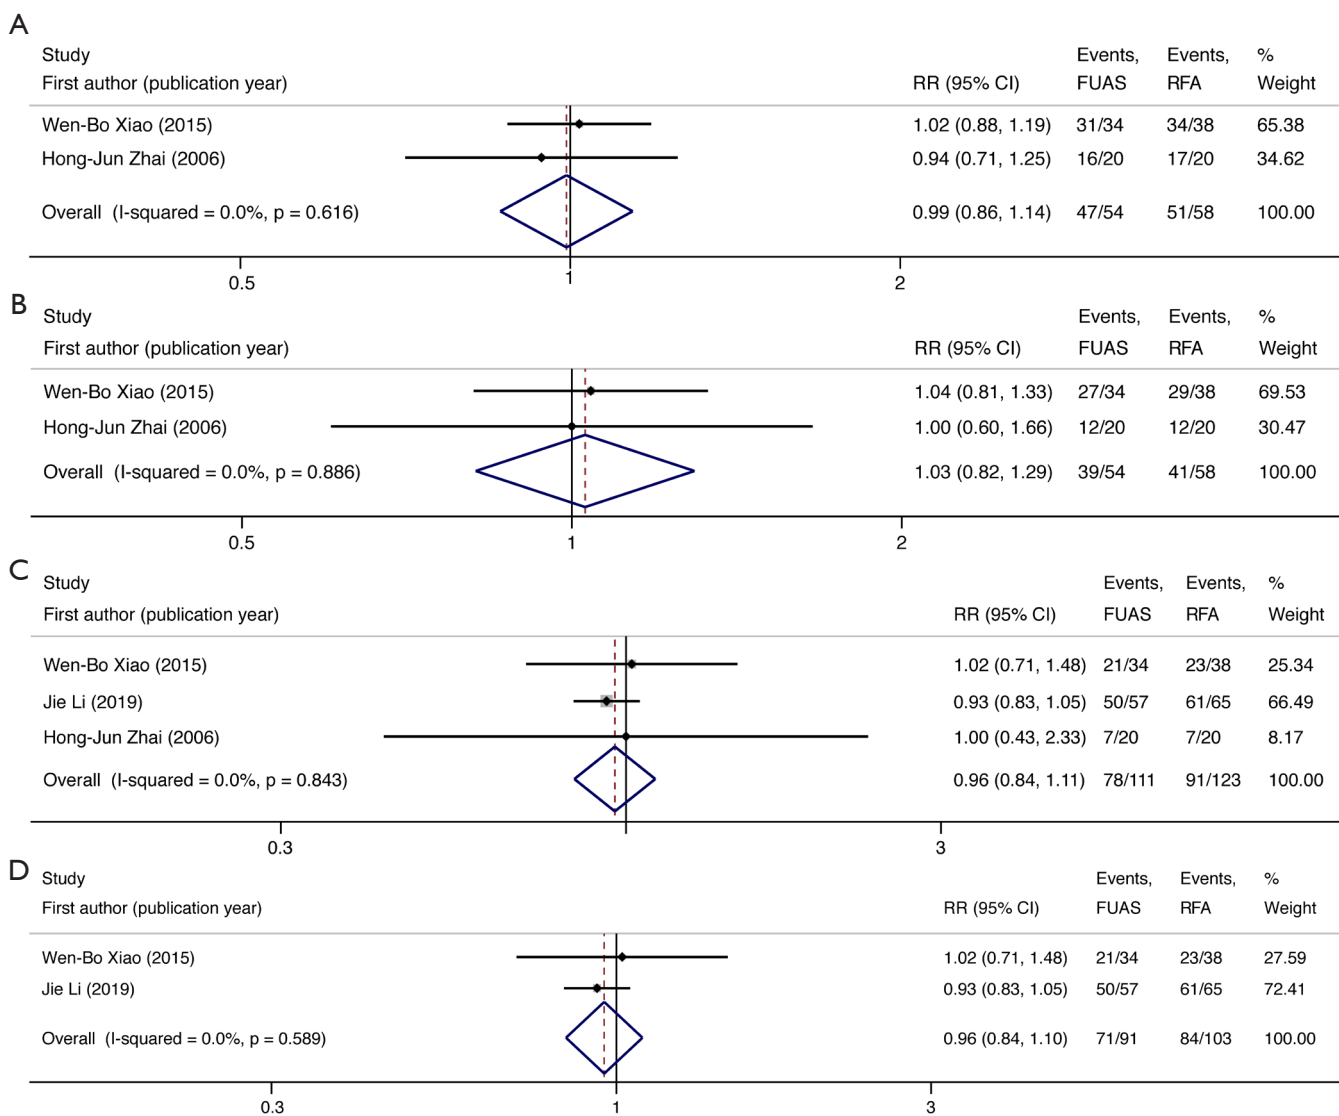 A
Study Events, Events, %
First author (publication year) RR (95% CI) FUAS RFA Weight
Wen-Bo Xiao (2015) 1.02 (0.88, 1.19) 31/34 34/38 65.38
Hong-Jun Zhai (2006) 0.94 (0.71, 1.25) 16/20 17/20 34.62
Overall (I-squared = 0.0%, p = 0.616) 0.99 (0.86, 1.14) 47/54 51/58 100.00
0.5 1 2
B
Study Events, Events, %
First author (publication year) RR (95% CI) FUAS RFA Weight
Wen-Bo Xiao (2015) 1.04 (0.81, 1.33) 27/34 29/38 69.53
Hong-Jun Zhai (2006) 1.00 (0.60, 1.66) 12/20 12/20 30.47
Overall (I-squared = 0.0%, p = 0.886) 1.03 (0.82, 1.29) 39/54 41/58 100.00
0.5 1 2
C
Study Events, Events, %
First author (publication year) RR (95% CI) FUAS RFA Weight
Wen-Bo Xiao (2015) 1.02 (0.71, 1.48) 21/34 23/38 25.34
Jie Li (2019) 0.93 (0.83, 1.05) 50/57 61/65 66.49
Hong-Jun Zhai (2006) 1.00 (0.43, 2.33) 7/20 7/20 8.17
Overall (I-squared = 0.0%, p = 0.843) 0.96 (0.84, 1.11) 78/111 91/123 100.00
0.3 3
D
Study Events, Events, %
First author (publication year) RR (95% CI) FUAS RFA Weight
Wen-Bo Xiao (2015) 1.02 (0.71, 1.48) 21/34 23/38 27.59
Jie Li (2019) 0.93 (0.83, 1.05) 50/57 61/65 72.41
Overall (I-squared = 0.0%, p = 0.589) 0.96 (0.84, 1.10) 71/91 84/103 100.00
0.3 1 3